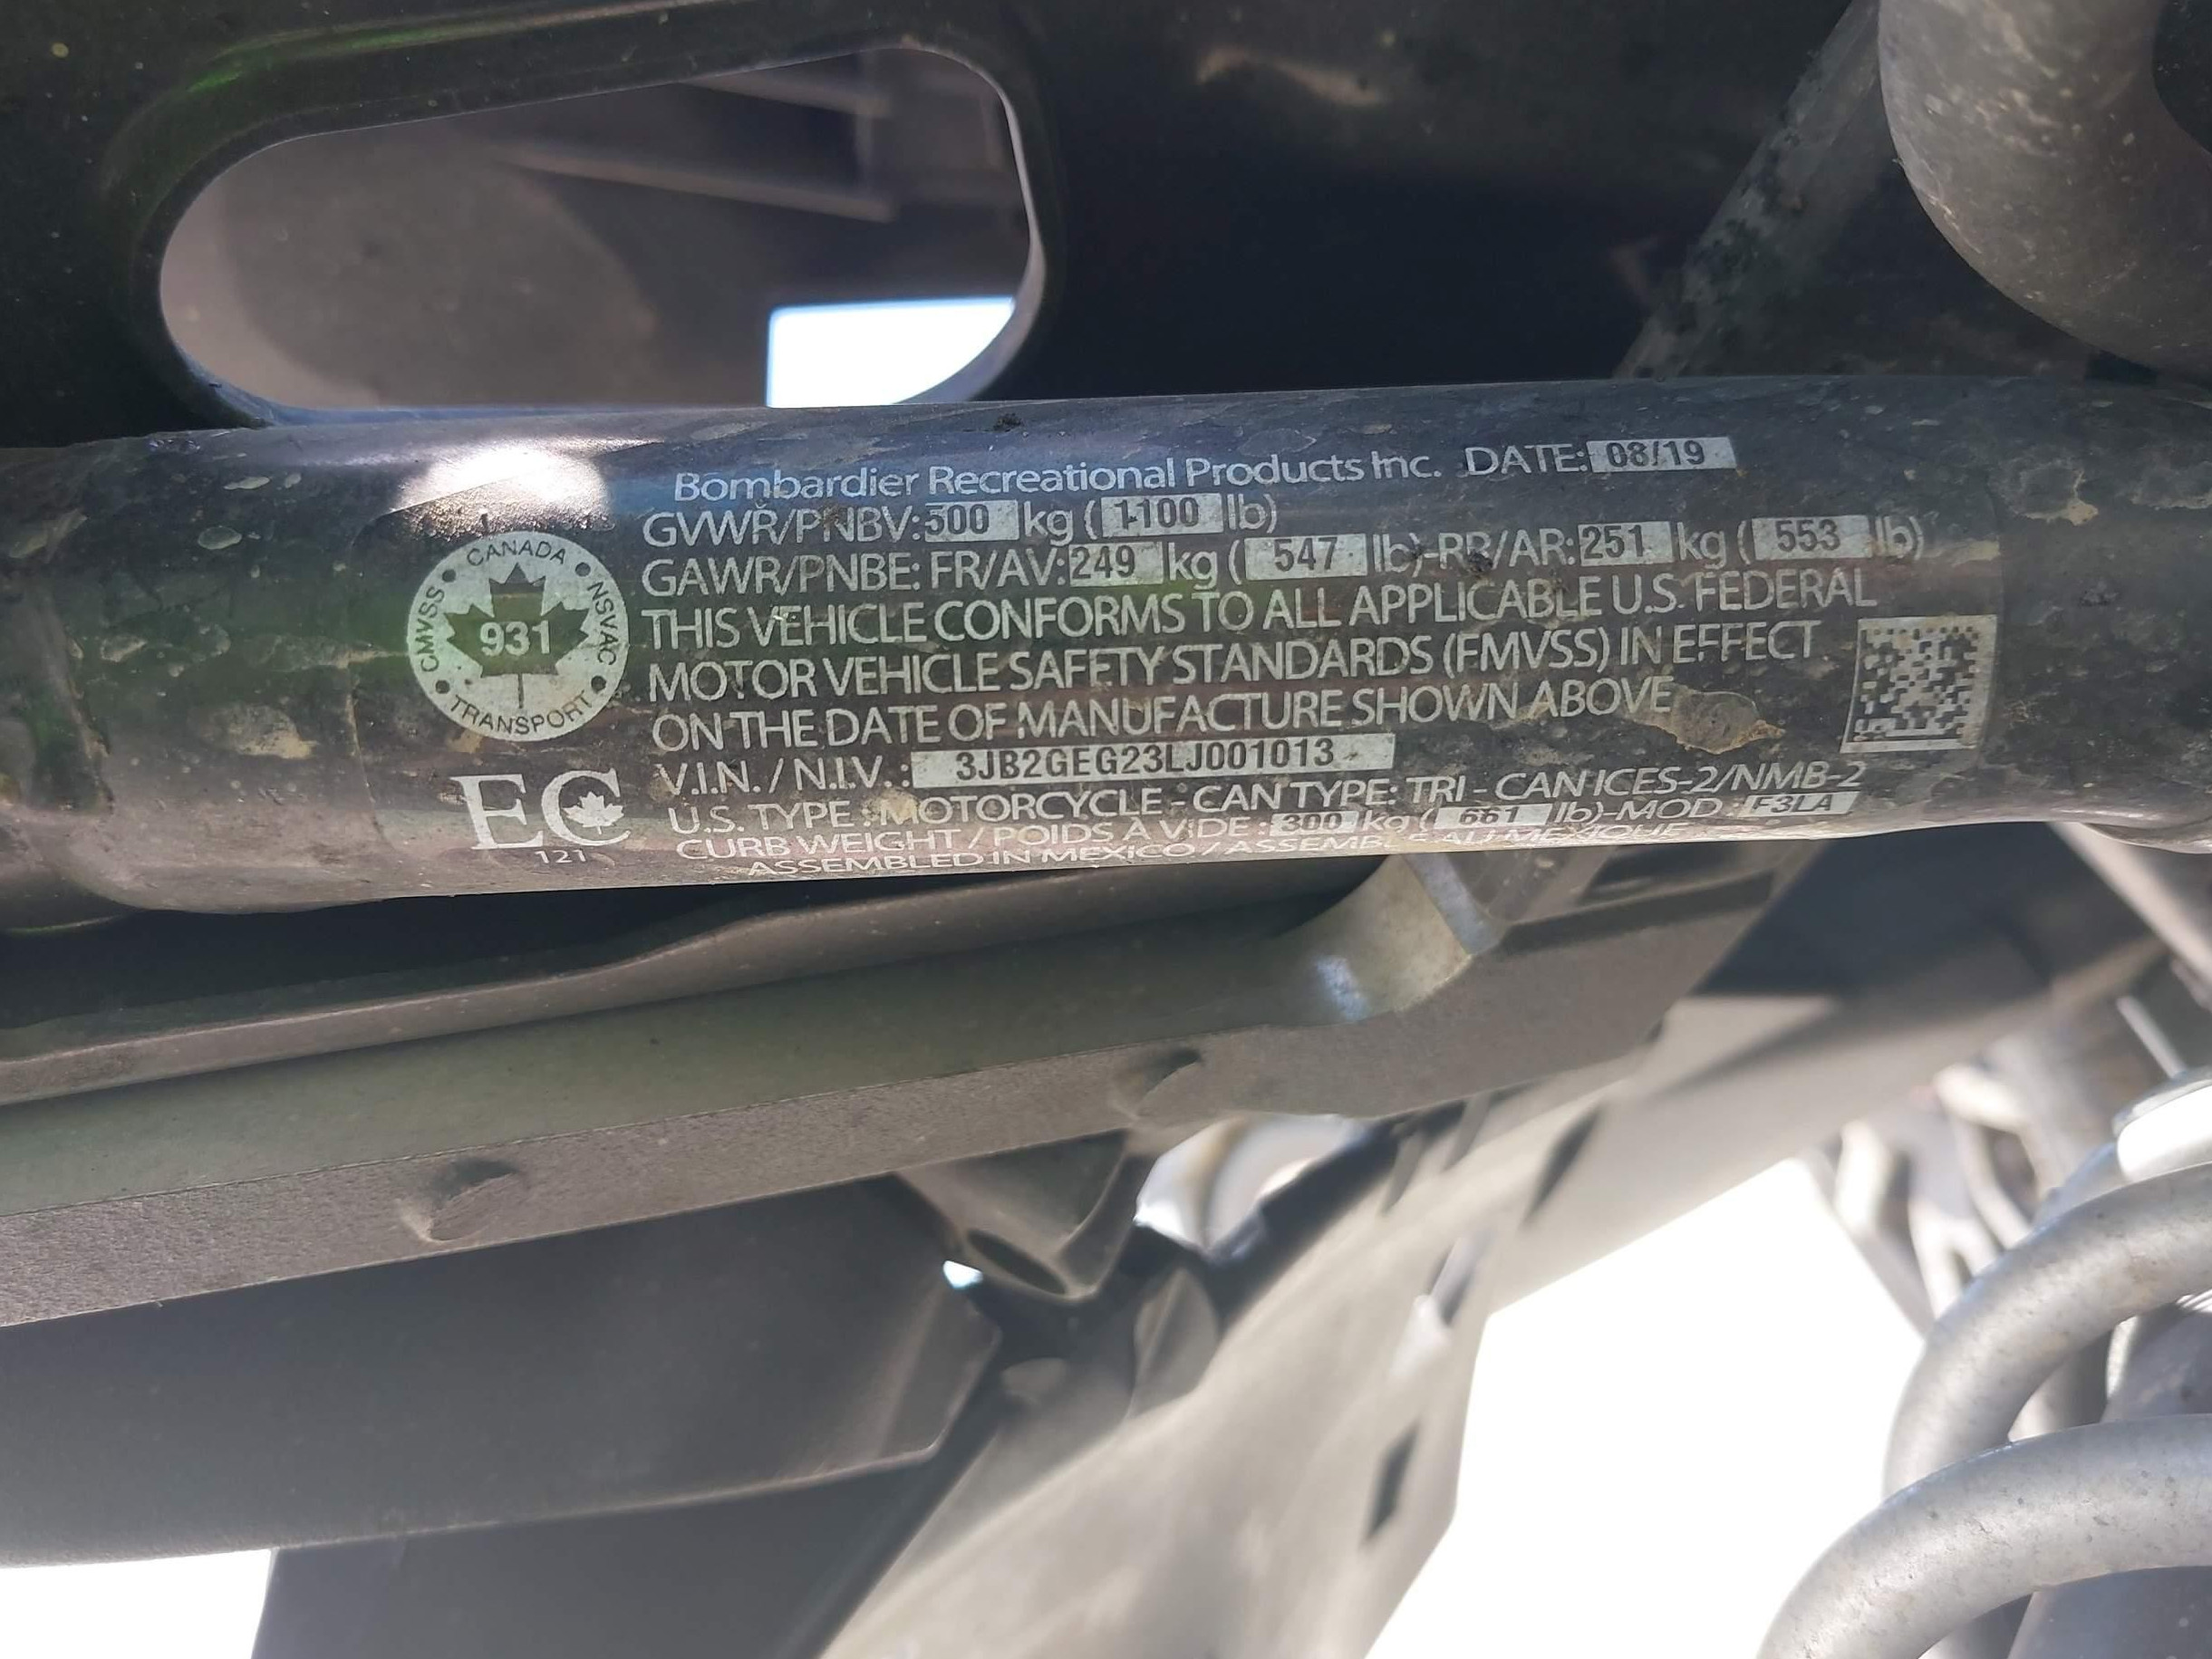 Bombardier Recreational Products Inc. DATE: 08/19
GVWR/PNBV: 500 kg ( 1100 lb)
GAWR/PNBE: FR/AV: 249 kg ( 547 lb)-RR/AR: 251 kg ( 553 lb)
THIS VEHICLE CONFORMS TO ALL APPLICABLE U.S. FEDERAL
MOTOR VEHICLE SAFETY STANDARDS (FMVSS) IN EFFECT
ON THE DATE OF MANUFACTURE SHOWN ABOVE
V.I.N. / N.I.V. : 3JB2GEG23LJ001013
U.S. TYPE : MOTORCYCLE - CAN TYPE: TRI - CAN ICES-2/NMB-2
CURB WEIGHT / POIDS À VIDE : 300 kg ( 661 lb)-MOD : F3LA
ASSEMBLED IN MEXICO / ASSEMBLÉ AU MEXIQUE
CANADA
NSVAC
TRANSPORT
CMVSS
931
EC
121